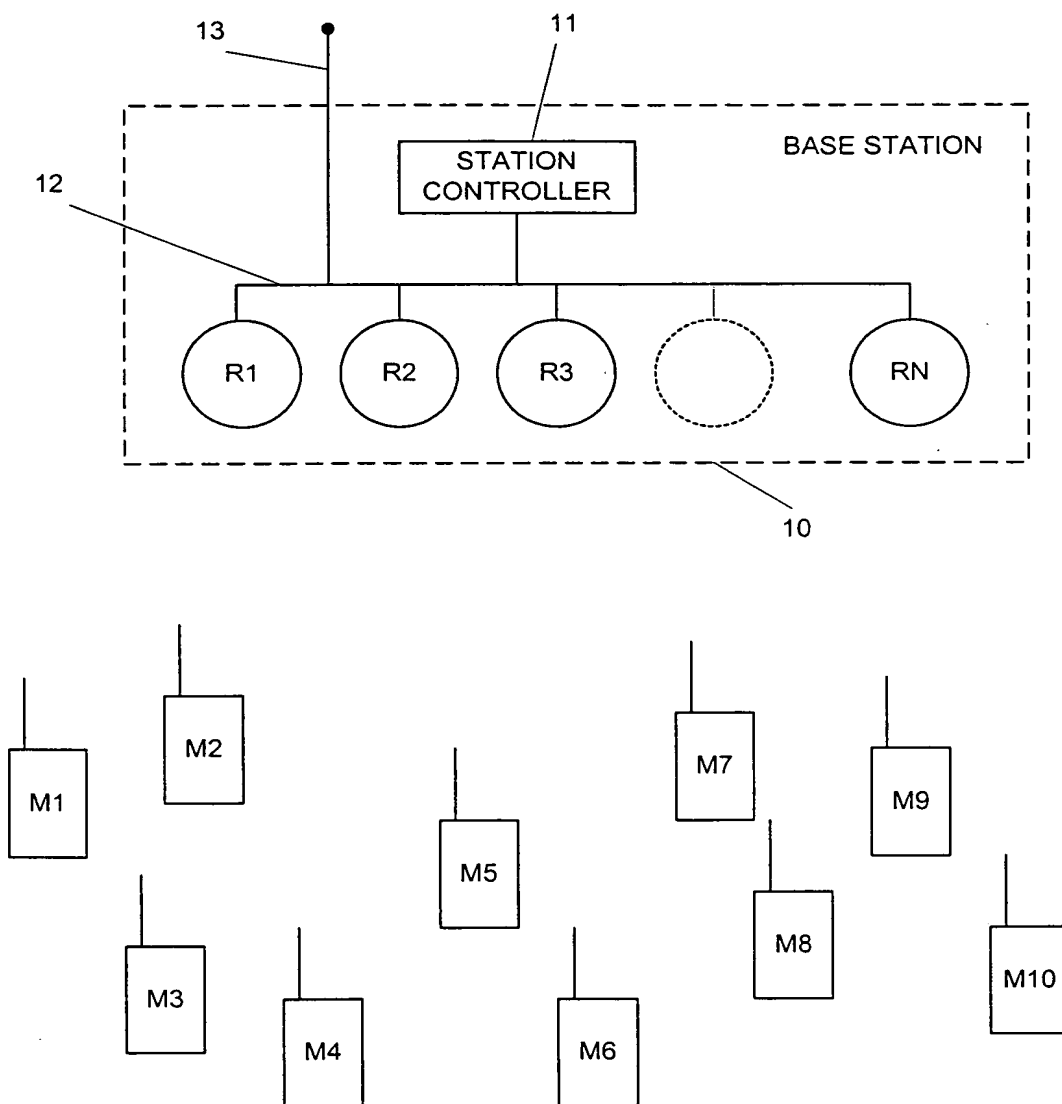 13
11
BASE STATION
STATION
CONTROLLER
12
R1
R2
R3
RN
10
M1
M2
M3
M4
M5
M6
M7
M8
M9
M10